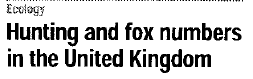 Ecology
Hunting and fox numbers
in the United Kingdom